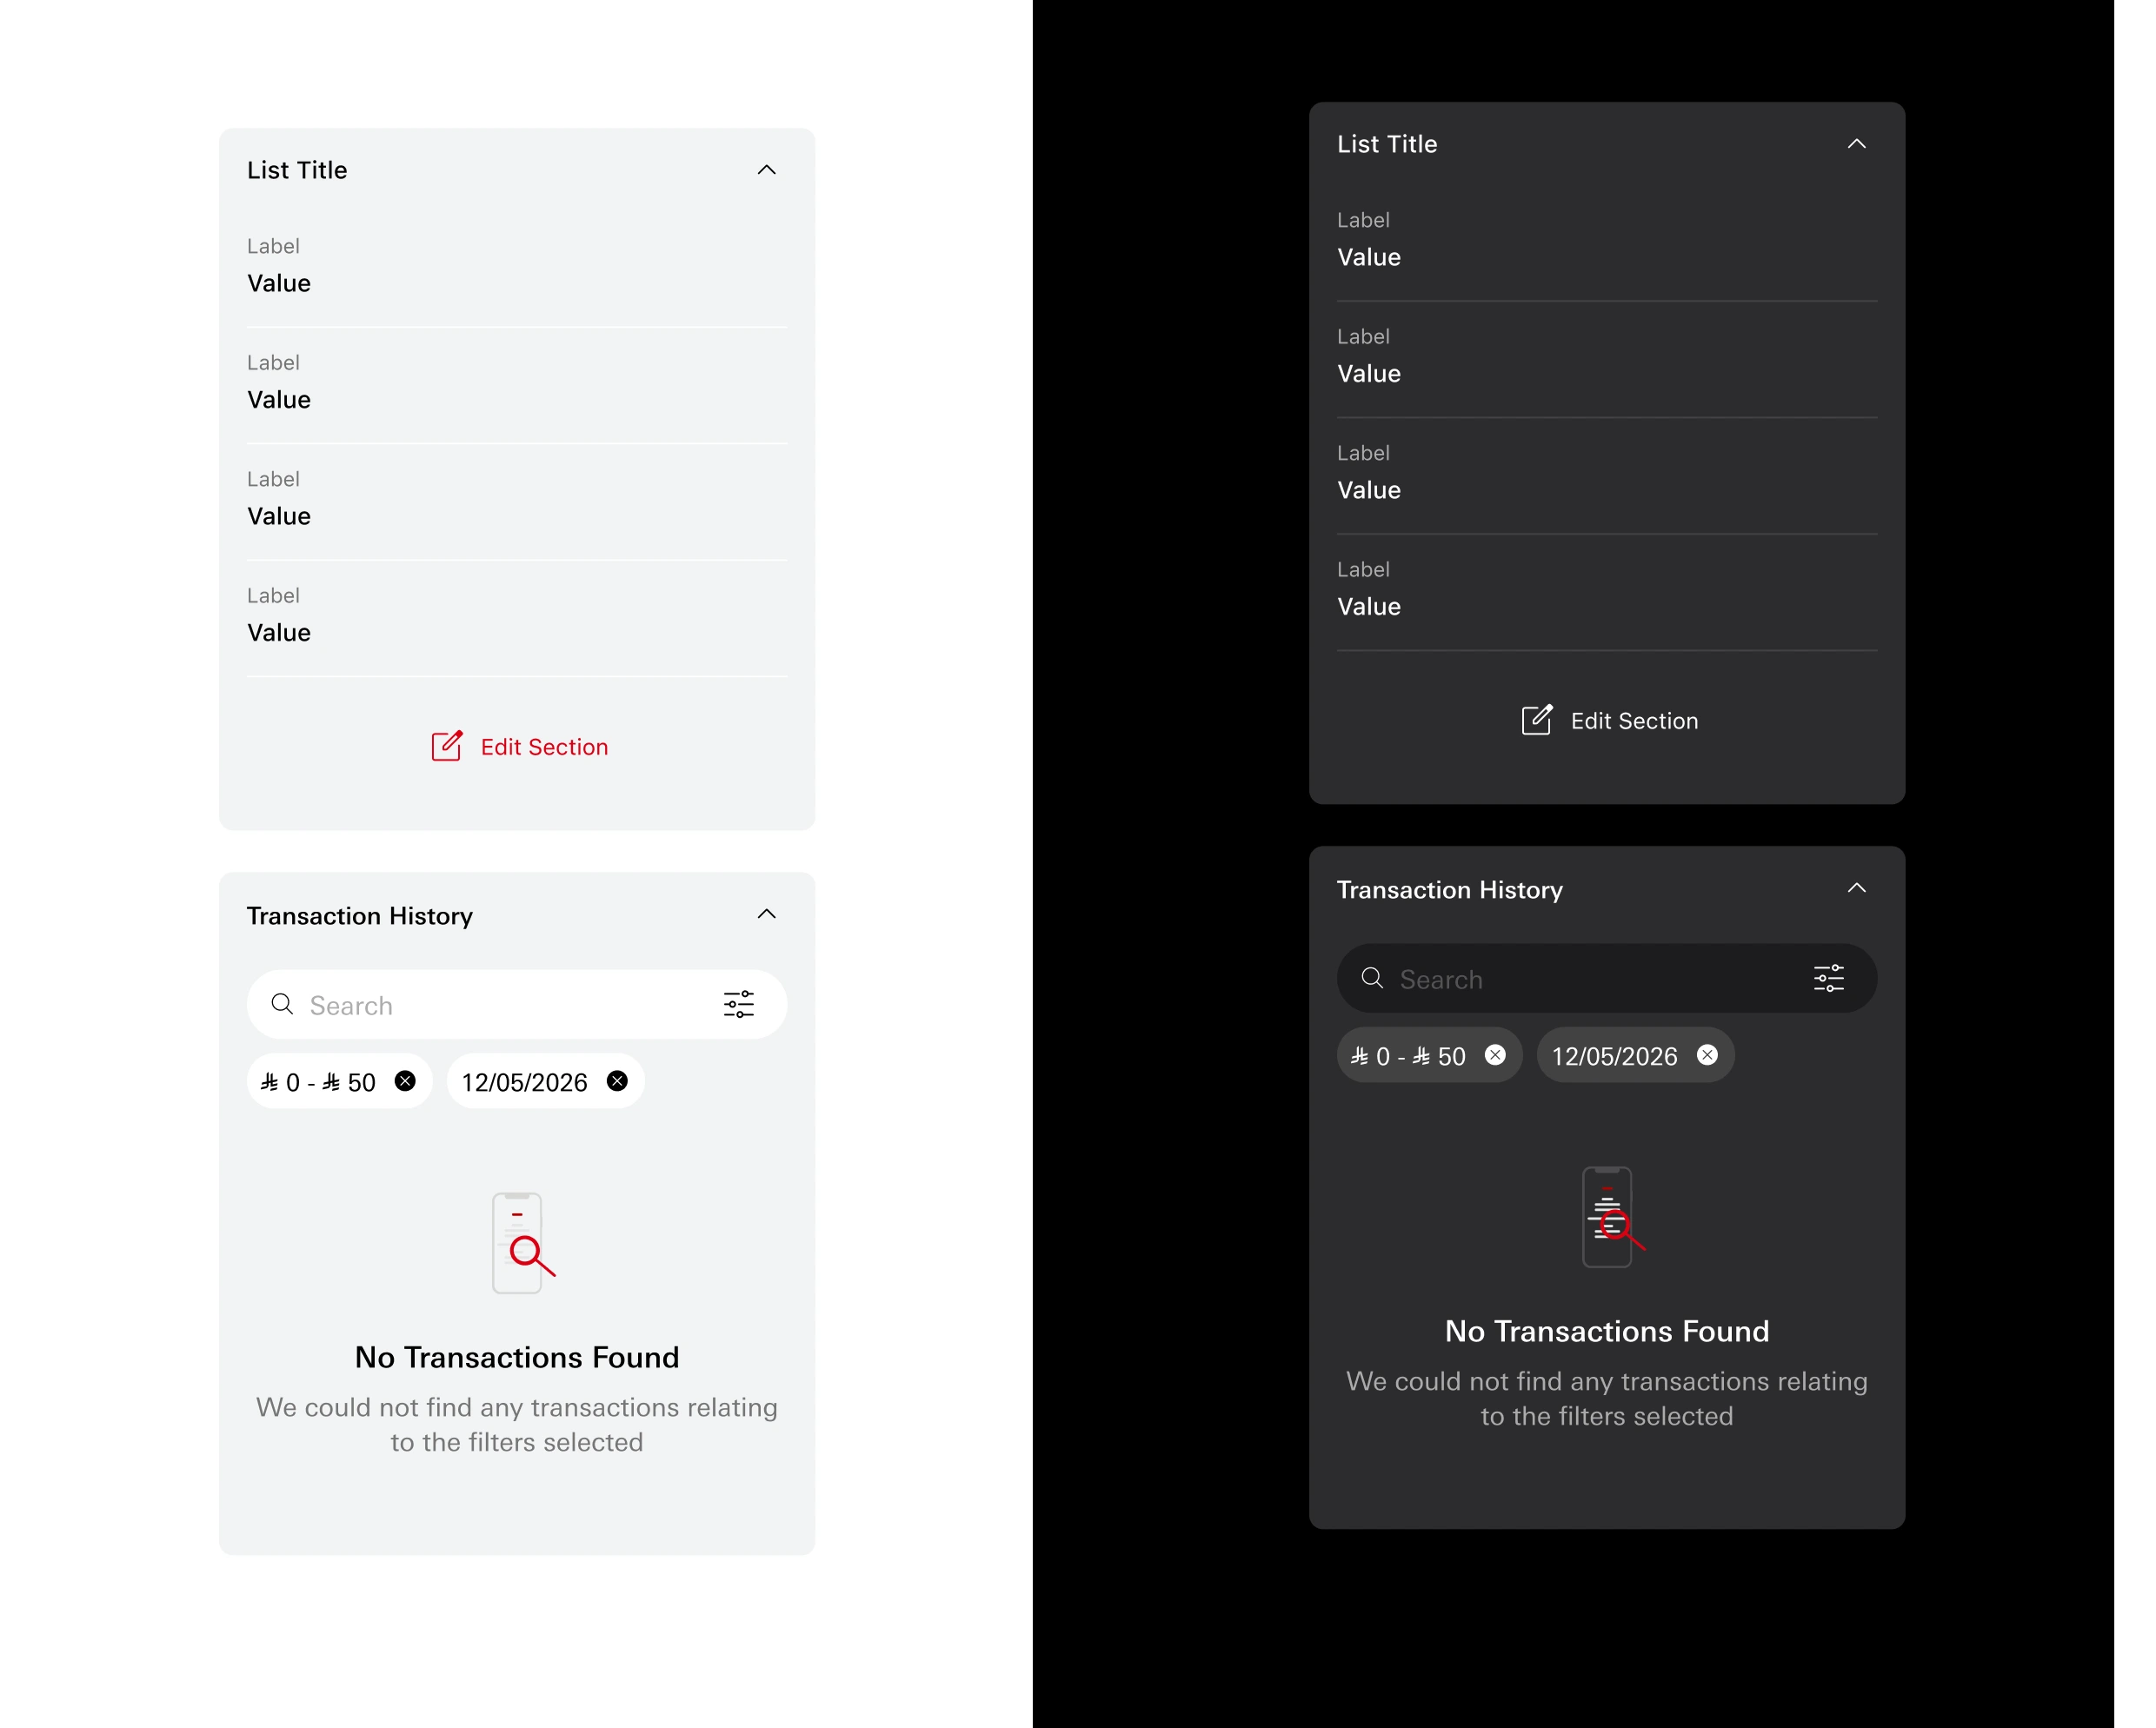 List Title
Label
Value
Label
Value
Label
Value
Label
Value
Edit Section
Transaction History
Search
⃁ 0 - ⃁ 50
12/05/2026
No Transactions Found
We could not find any transactions relating
to the filters selected
List Title
Label
Value
Label
Value
Label
Value
Label
Value
Edit Section
Transaction History
Search
⃁ 0 - ⃁ 50
12/05/2026
No Transactions Found
We could not find any transactions relating
to the filters selected